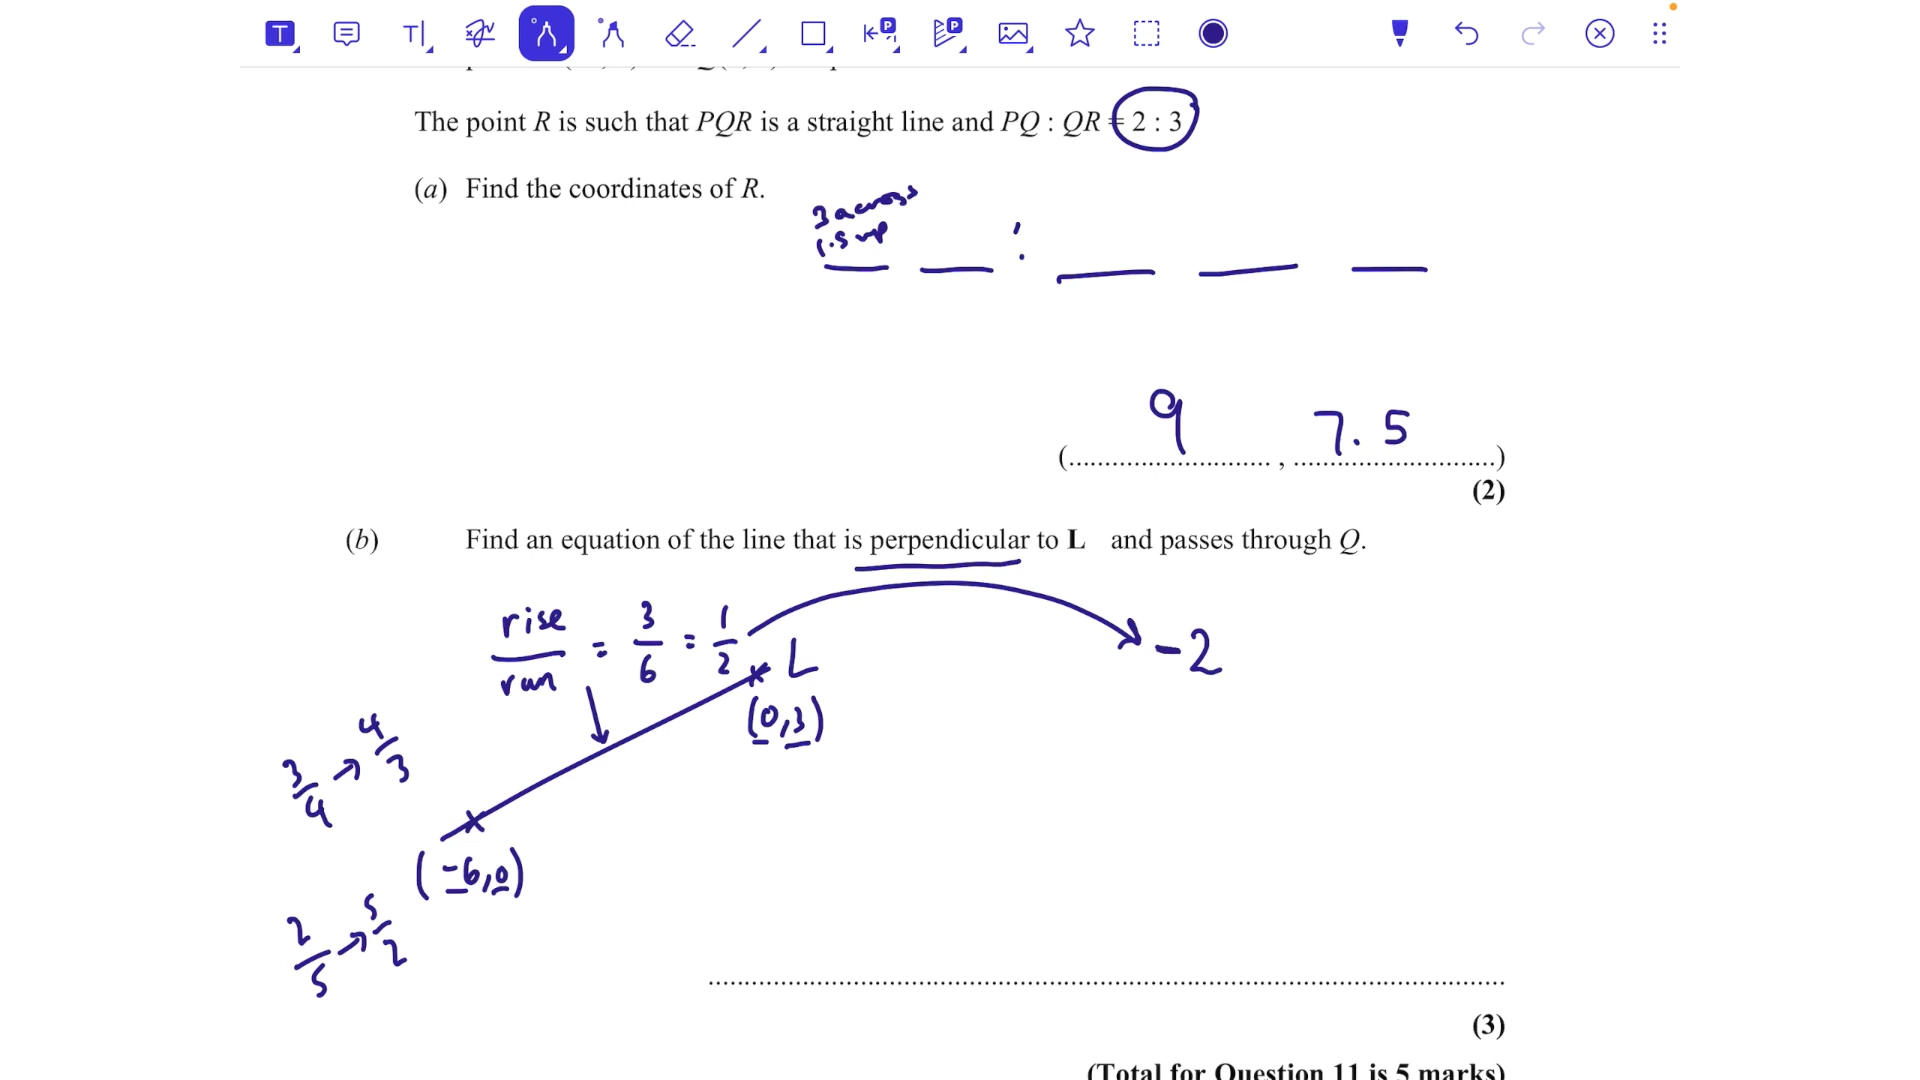 The point R is such that PQR is a straight line and PQ : QR = 2 : 3
(a) Find the coordinates of R.
3 across
1.5 up
:
9 7.5
(............................ , ............................)
(2)
(b) Find an equation of the line that is perpendicular to L and passes through Q.
rise/run = 3/6 = 1/2 → -2
L
(0,3)
3/4 → 4/3
(-6,0)
2/5 → 5/2
(3)
(Total for Question 11 is 5 marks)